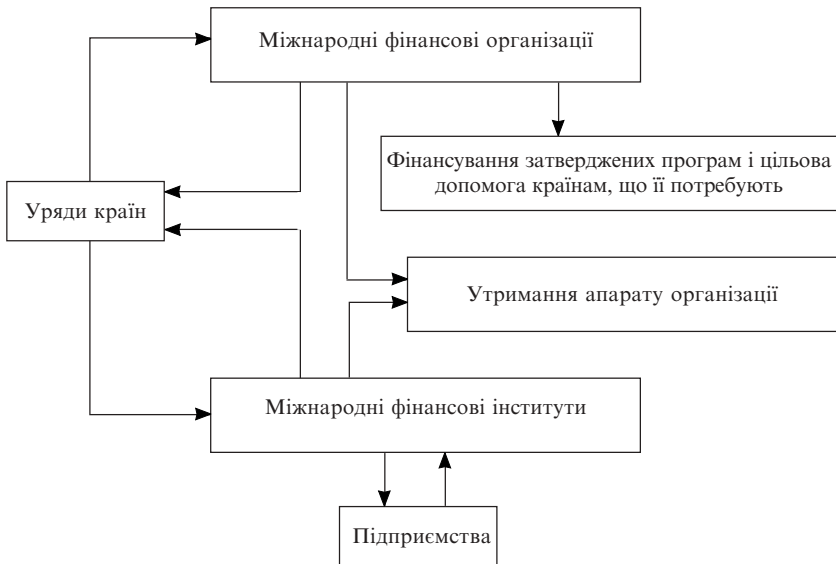 Міжнародні фінансові організації
Фінансування затверджених програм і цільова
допомога країнам, що її потребують
Уряди країн
Утримання апарату організації
Міжнародні фінансові інститути
Підприємства